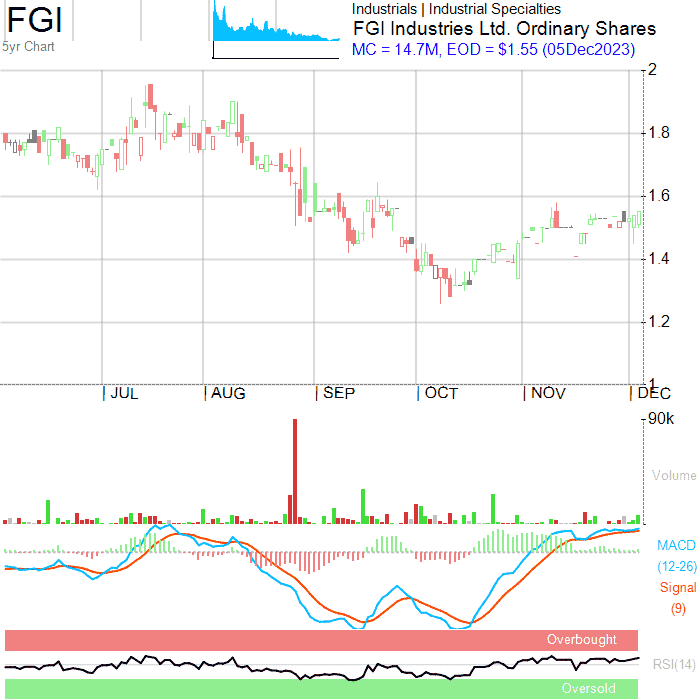 FGI
5yr Chart
Industrials | Industrial Specialties
FGI Industries Ltd. Ordinary Shares
MC = 14.7M, EOD = $1.55 (05Dec2023)
2
1.8
1.6
1.4
1.2
1
JUL
AUG
SEP
OCT
NOV
DEC
90k
Volume
MACD
(12-26)
Signal
(9)
Overbought
RSI(14)
Oversold